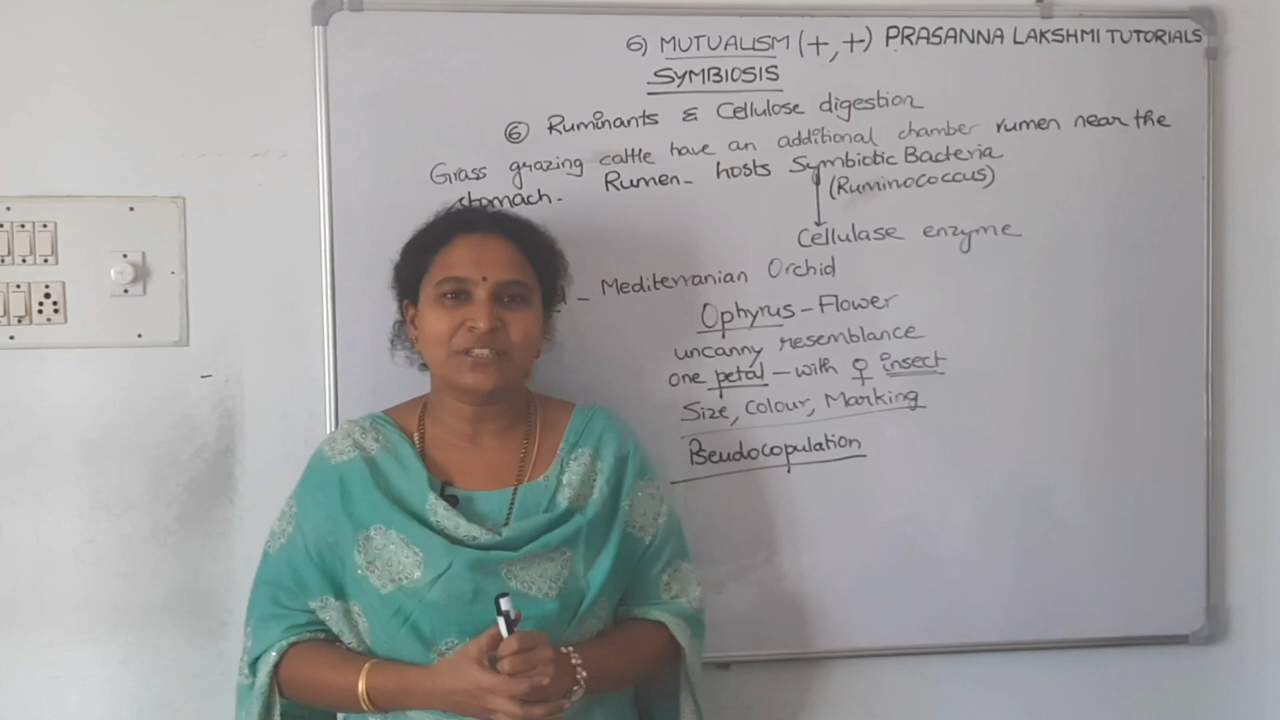 6) MUTUALISM (+,+) PRASANNA LAKSHMI TUTORIALS
SYMBIOSIS
⑥ Ruminants & Cellulose digestion
Grass grazing cattle have an additional chamber rumen near the
stomach. Rumen- hosts Symbiotic Bacteria
(Ruminococcus)
Cellulase enzyme
- Mediterranian Orchid
Ophyrus - Flower
uncanny resemblance
one petal - with ♀ insect
Size, Colour, Marking
Pseudocopulation